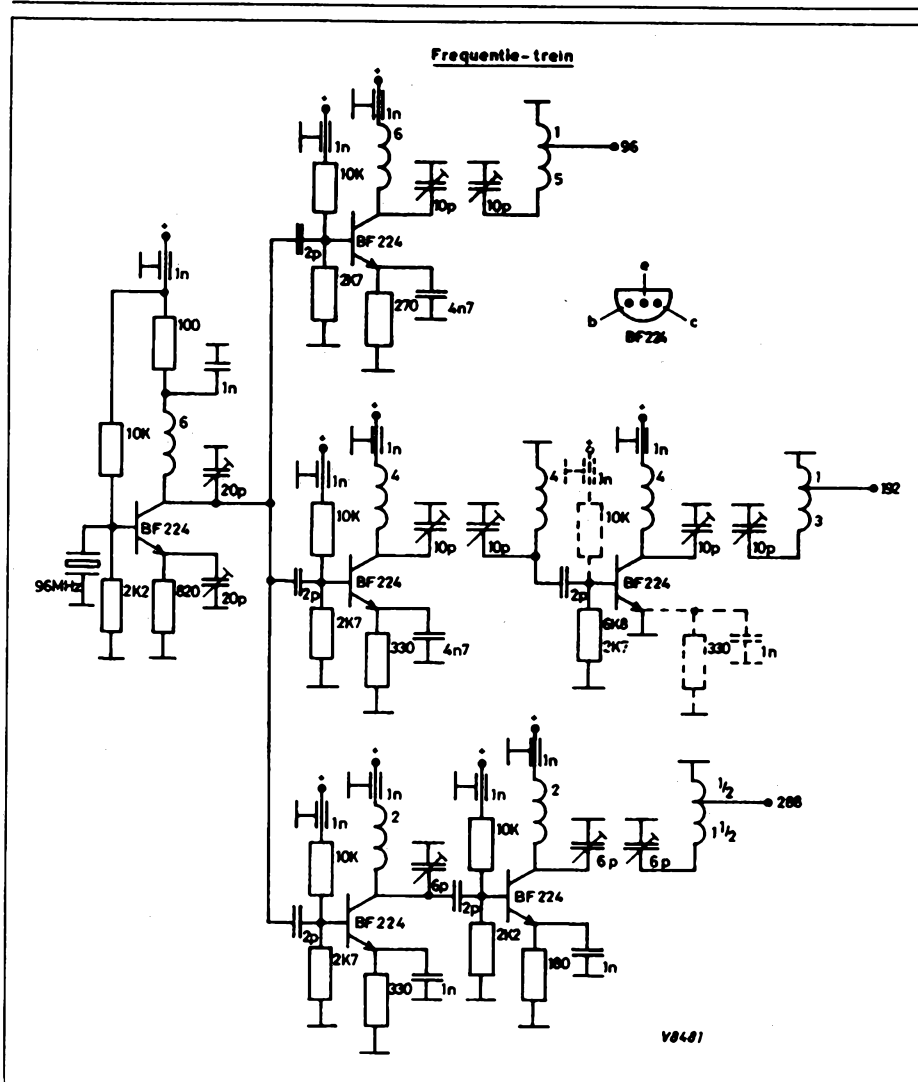 Frequentie-trein
+
1n
6
10K
+
1n
2p
BF224
2K7
270
4n7
10p
10p
1
5
96
e
b
c
BF224
+
1n
100
1n
6
10K
20p
BF224
96MHz
2K2
820
20p
+
1n
10K
+
1n
4
2p
BF224
2K7
330
4n7
10p
10p
4
+
1n
10K
2p
+
1n
4
BF224
6K8
2K7
330
1n
10p
10p
1
3
192
+
1n
10K
+
1n
2
2p
BF224
2K7
330
1n
6p
2p
+
1n
10K
+
1n
2
BF224
2K2
180
1n
6p
6p
1/2
1 1/2
288
V8481